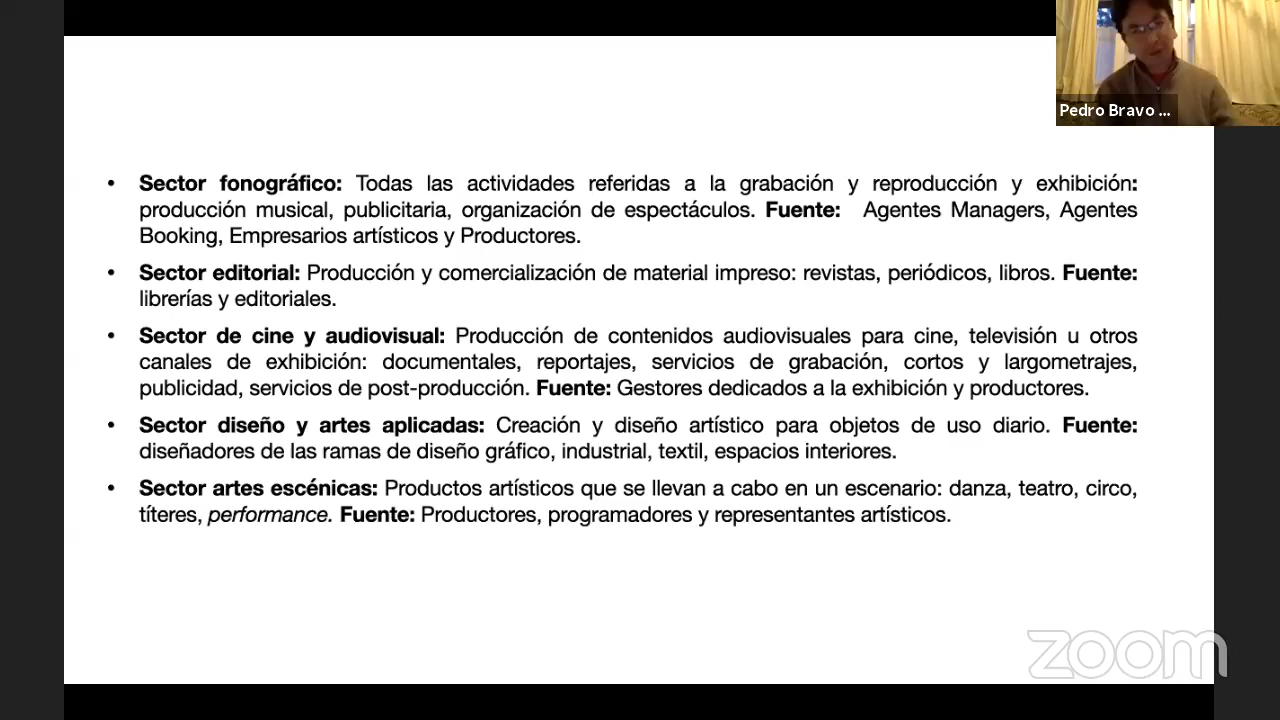 Pedro Bravo ...
• Sector fonográfico: Todas las actividades referidas a la grabación y reproducción y exhibición:
producción musical, publicitaria, organización de espectáculos. Fuente: Agentes Managers, Agentes
Booking, Empresarios artísticos y Productores.
• Sector editorial: Producción y comercialización de material impreso: revistas, periódicos, libros. Fuente:
librerías y editoriales.
• Sector de cine y audiovisual: Producción de contenidos audiovisuales para cine, televisión u otros
canales de exhibición: documentales, reportajes, servicios de grabación, cortos y largometrajes,
publicidad, servicios de post-producción. Fuente: Gestores dedicados a la exhibición y productores.
• Sector diseño y artes aplicadas: Creación y diseño artístico para objetos de uso diario. Fuente:
diseñadores de las ramas de diseño gráfico, industrial, textil, espacios interiores.
• Sector artes escénicas: Productos artísticos que se llevan a cabo en un escenario: danza, teatro, circo,
títeres, performance. Fuente: Productores, programadores y representantes artísticos.
zoom